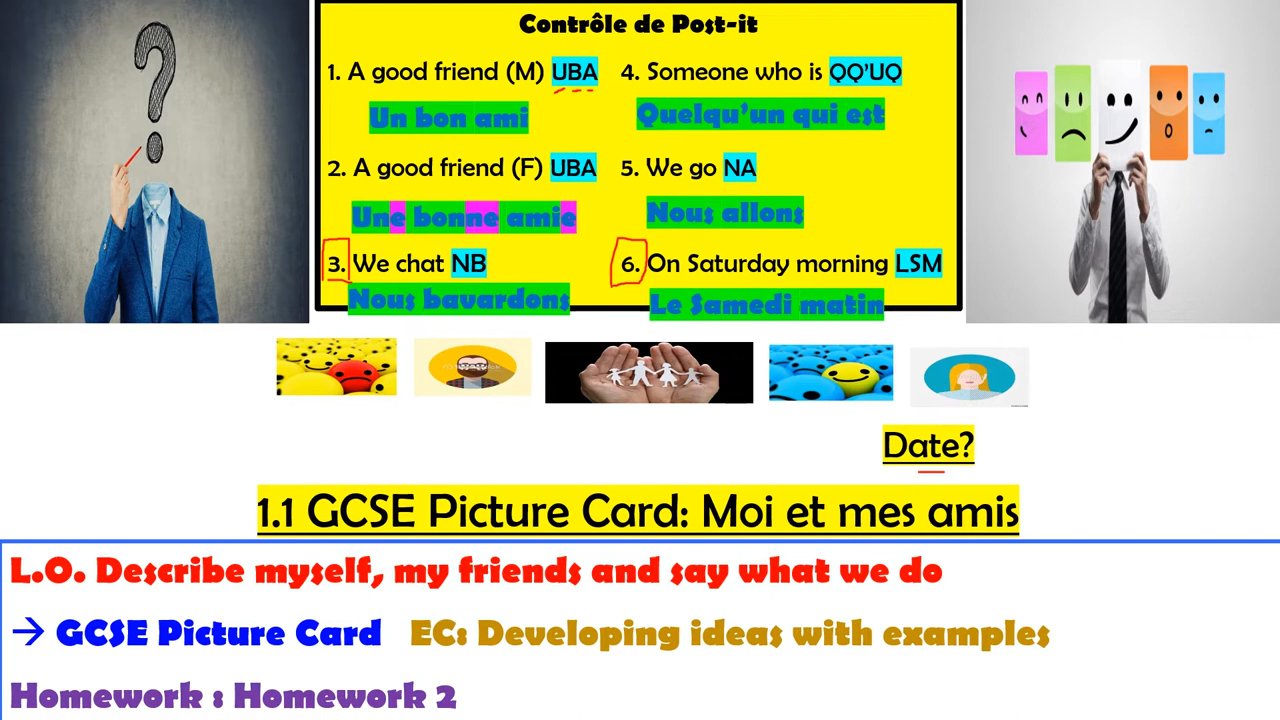 Contrôle de Post-it
1. A good friend (M) UBA
Un bon ami
2. A good friend (F) UBA
Une bonne amie
3. We chat NB
Nous bavardons
4. Someone who is QQ'UQ
Quelqu'un qui est
5. We go NA
Nous allons
6. On Saturday morning LSM
Le Samedi matin
Date?
1.1 GCSE Picture Card: Moi et mes amis
L.O. Describe myself, my friends and say what we do
→ GCSE Picture Card EC: Developing ideas with examples
Homework : Homework 2